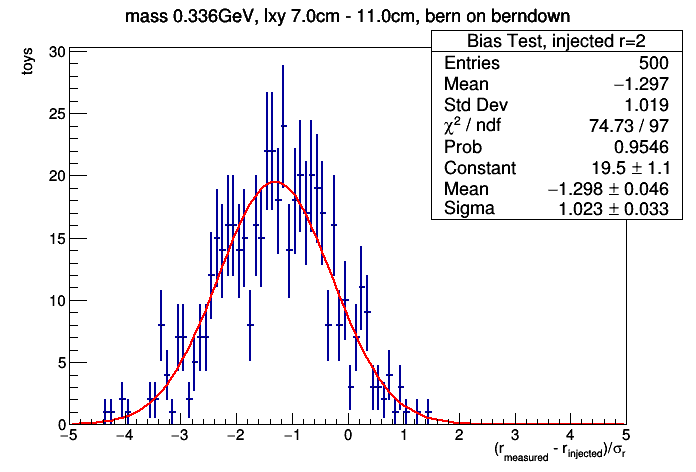 mass 0.336GeV, lxy 7.0cm - 11.0cm, bern on berndown
Bias Test, injected r=2
Entries 500
Mean −1.297
Std Dev 1.019
χ² / ndf 74.73 / 97
Prob 0.9546
Constant 19.5 ± 1.1
Mean −1.298 ± 0.046
Sigma 1.023 ± 0.033
toys
30
25
20
15
10
5
0
−5 −4 −3 −2 −1 0 1 2 3 4 5
(r_measured - r_injected)/σ_r